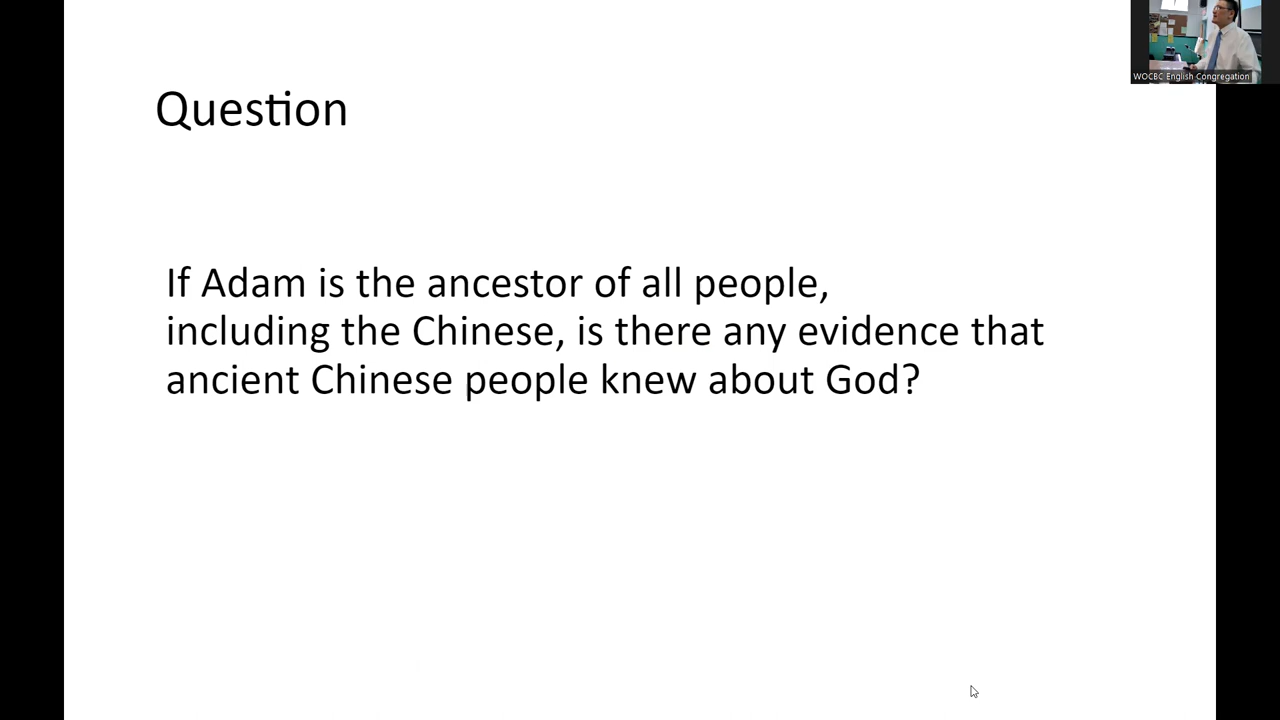 WOCBC English Congregation
Question
If Adam is the ancestor of all people,
including the Chinese, is there any evidence that
ancient Chinese people knew about God?